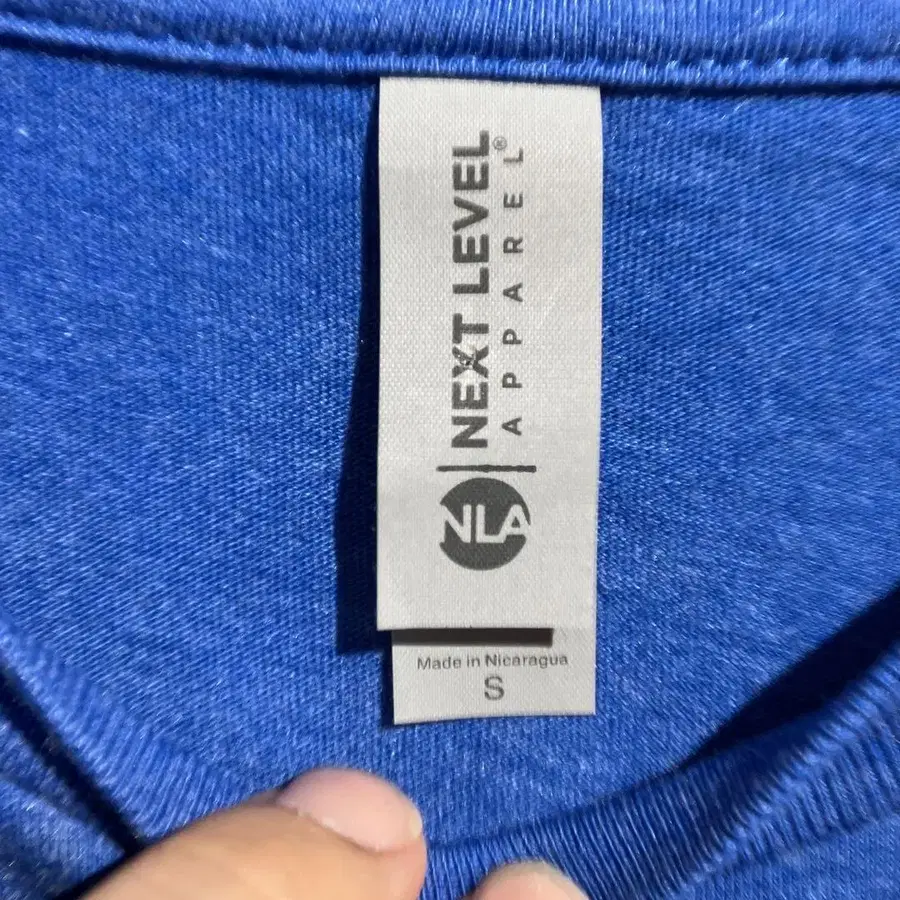 NEXT LEVEL®
APPAREL
NLA
Made in Nicaragua
S